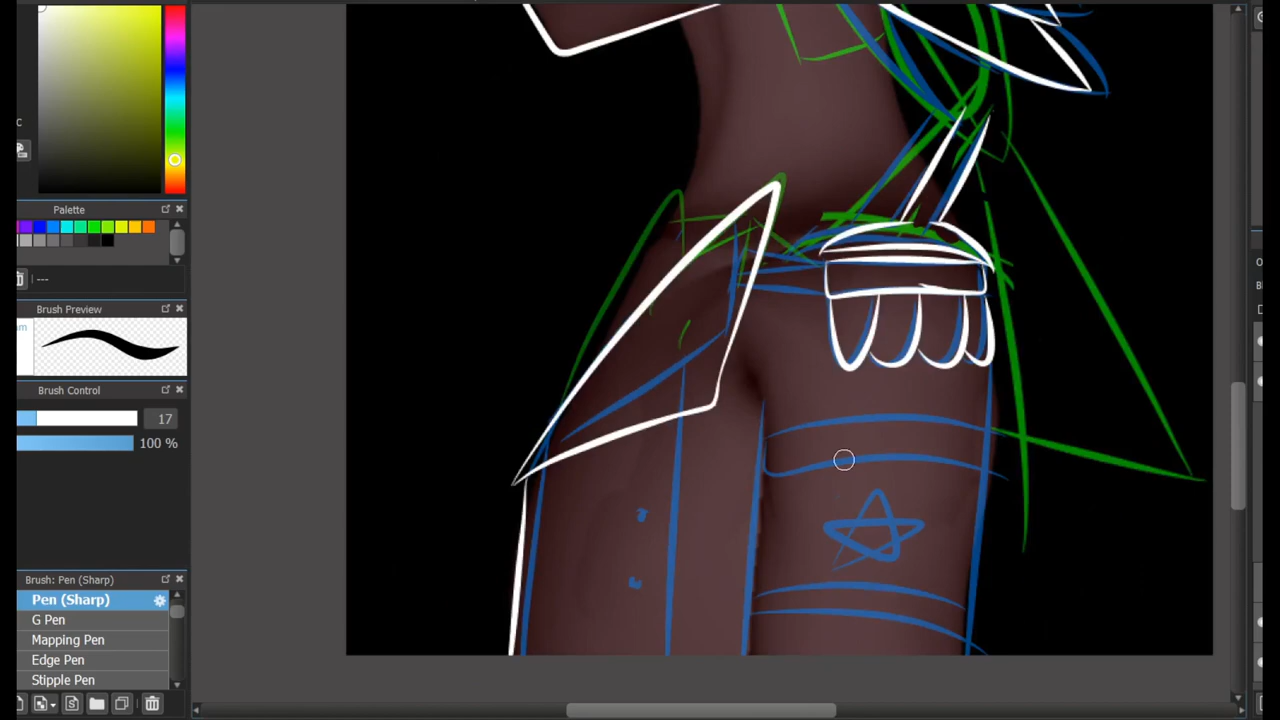 Palette
---
Brush Preview
Brush Control
17
100 %
Brush: Pen (Sharp)
Pen (Sharp)
G Pen
Mapping Pen
Edge Pen
Stipple Pen